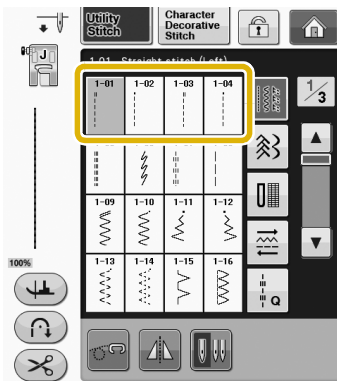 Utility
Stitch
Character
Decorative
Stitch
J
1-01 Straight stitch (Left)
1/3
1-01 1-02 1-03 1-04
1-09 1-10 1-11 1-12
1-13 1-14 1-15 1-16
100%
Q